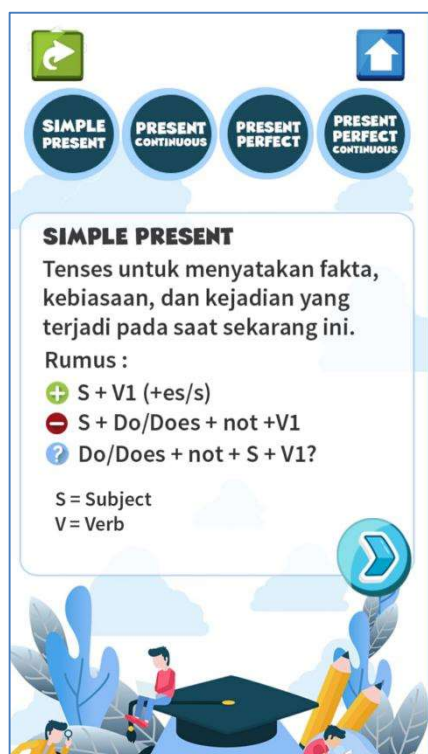 SIMPLE PRESENT
PRESENT CONTINUOUS
PRESENT PERFECT
PRESENT PERFECT CONTINUOUS
SIMPLE PRESENT
Tenses untuk menyatakan fakta,
kebiasaan, dan kejadian yang
terjadi pada saat sekarang ini.
Rumus :
+ S + V1 (+es/s)
- S + Do/Does + not +V1
? Do/Does + not + S + V1?
S = Subject
V = Verb